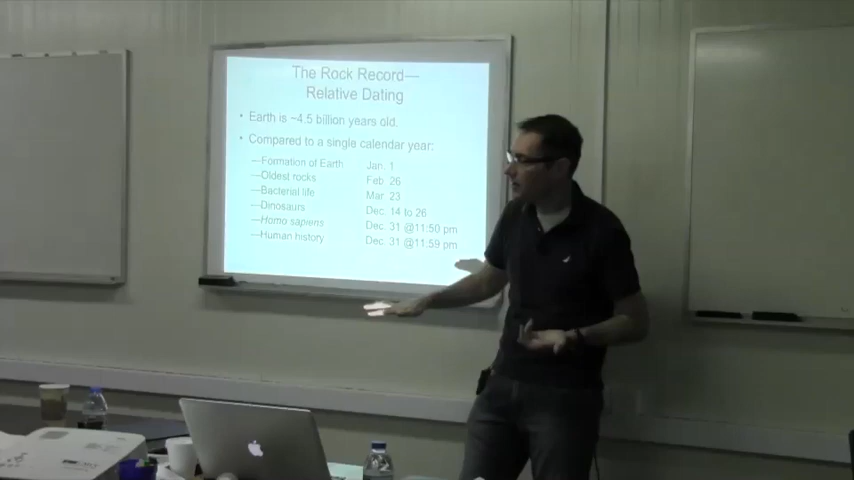 The Rock Record—
Relative Dating
• Earth is ~4.5 billion years old.
• Compared to a single calendar year:
—Formation of Earth Jan. 1
—Oldest rocks Feb. 26
—Bacterial life Mar. 23
—Dinosaurs Dec. 14 to 26
—Homo sapiens Dec. 31 @11:50 pm
—Human history Dec. 31 @11:59 pm